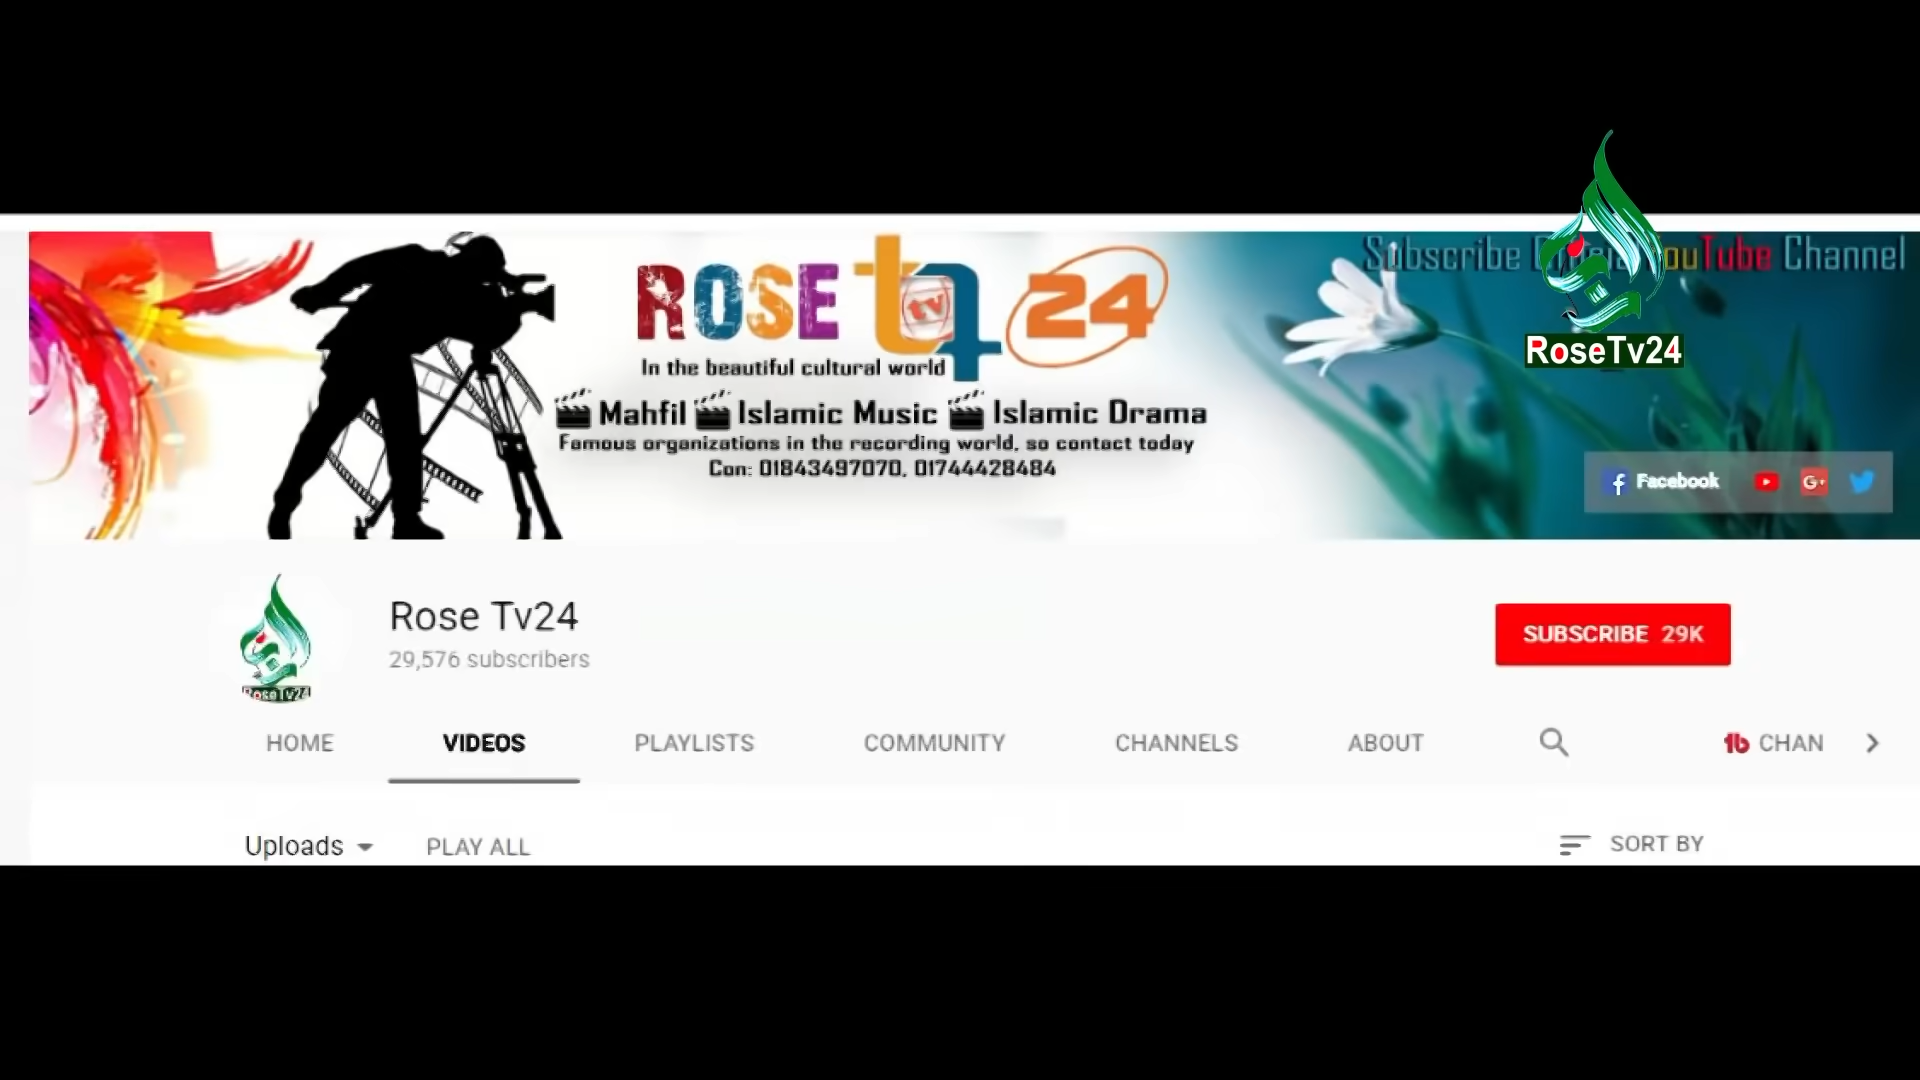 Subscribe YouTube Channel
ROSE tv 24
RoseTv24
In the beautiful cultural world
Mahfil Islamic Music Islamic Drama
Famous organizations in the recording world, so contact today
Con: 01843497070, 01744428484
Facebook
Rose Tv24
29,576 subscribers
SUBSCRIBE 29K
RoseTv24
HOME VIDEOS PLAYLISTS COMMUNITY CHANNELS ABOUT CHAN
Uploads PLAY ALL SORT BY